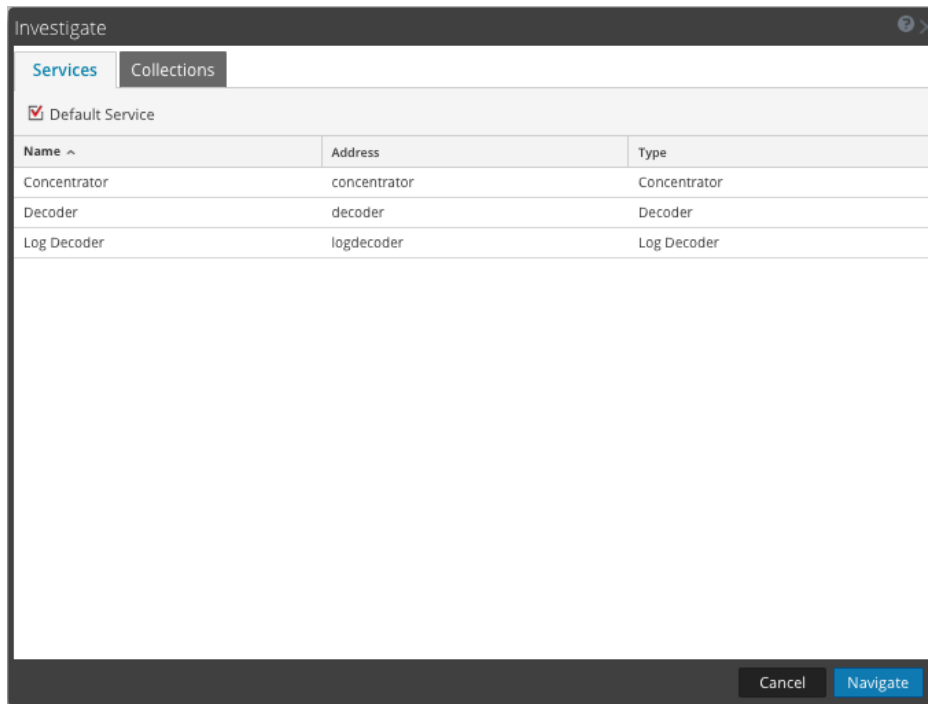 Investigate
Services Collections
Default Service
Name Address Type
Concentrator concentrator Concentrator
Decoder decoder Decoder
Log Decoder logdecoder Log Decoder
Cancel Navigate